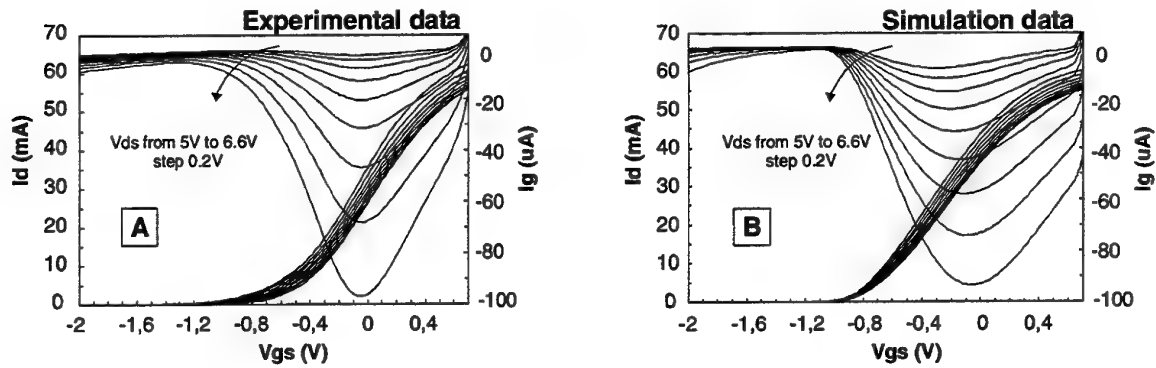 Experimental data
70
60
50
40
30
20
10
0
Id (mA)
Vds from 5V to 6.6V
step 0.2V
A
0
-20
-40
-60
-80
-100
Ig (uA)
-2 -1,6 -1,2 -0,8 -0,4 0 0,4
Vgs (V)
Simulation data
70
60
50
40
30
20
10
0
Id (mA)
Vds from 5V to 6.6V
step 0.2V
B
0
-20
-40
-60
-80
-100
Ig (uA)
-2 -1,6 -1,2 -0,8 -0,4 0 0,4
Vgs (V)